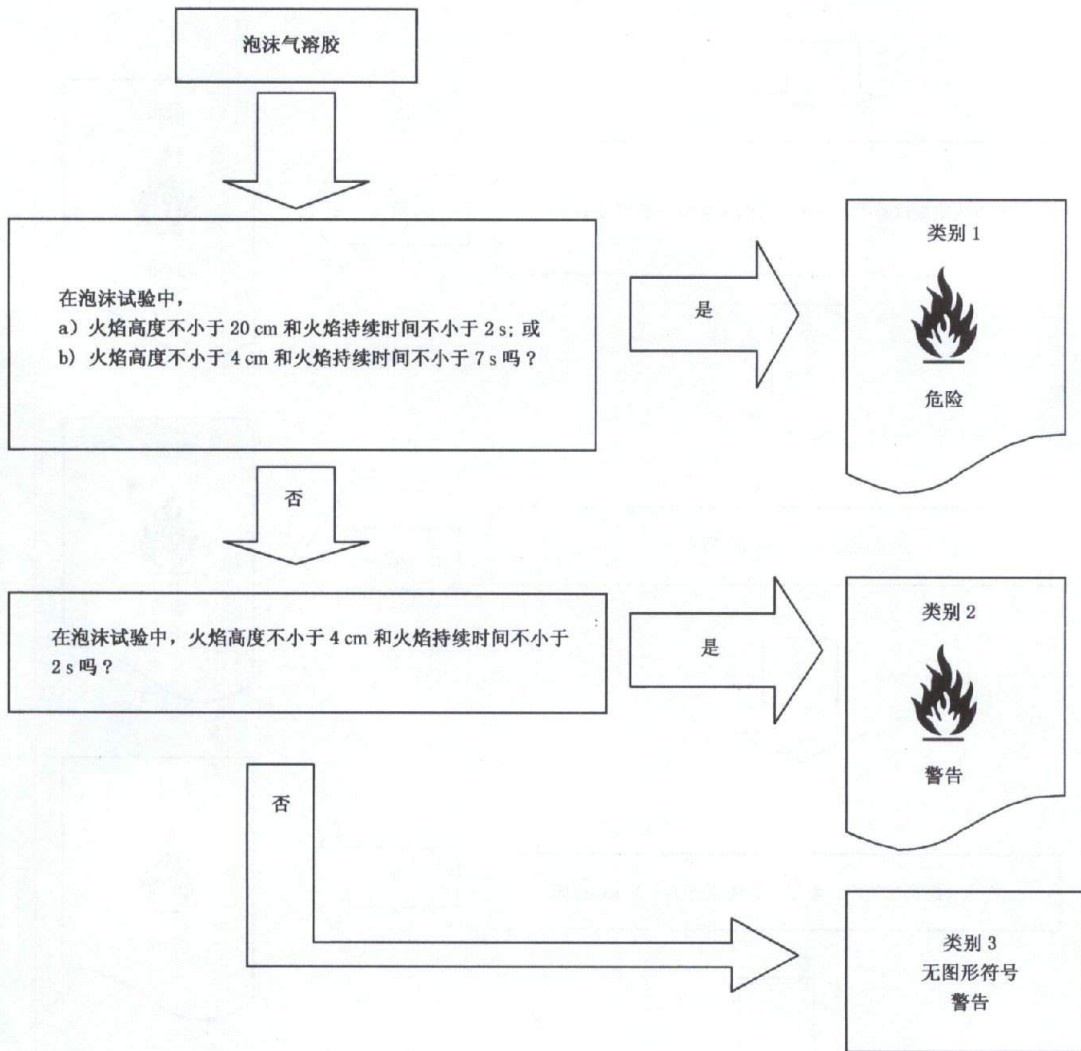 泡沫气溶胶
在泡沫试验中，
a）火焰高度不小于 20 cm 和火焰持续时间不小于 2 s；或
b）火焰高度不小于 4 cm 和火焰持续时间不小于 7 s 吗？
是
类别 1
危险
否
在泡沫试验中，火焰高度不小于 4 cm 和火焰持续时间不小于
2 s 吗？
是
类别 2
警告
否
类别 3
无图形符号
警告